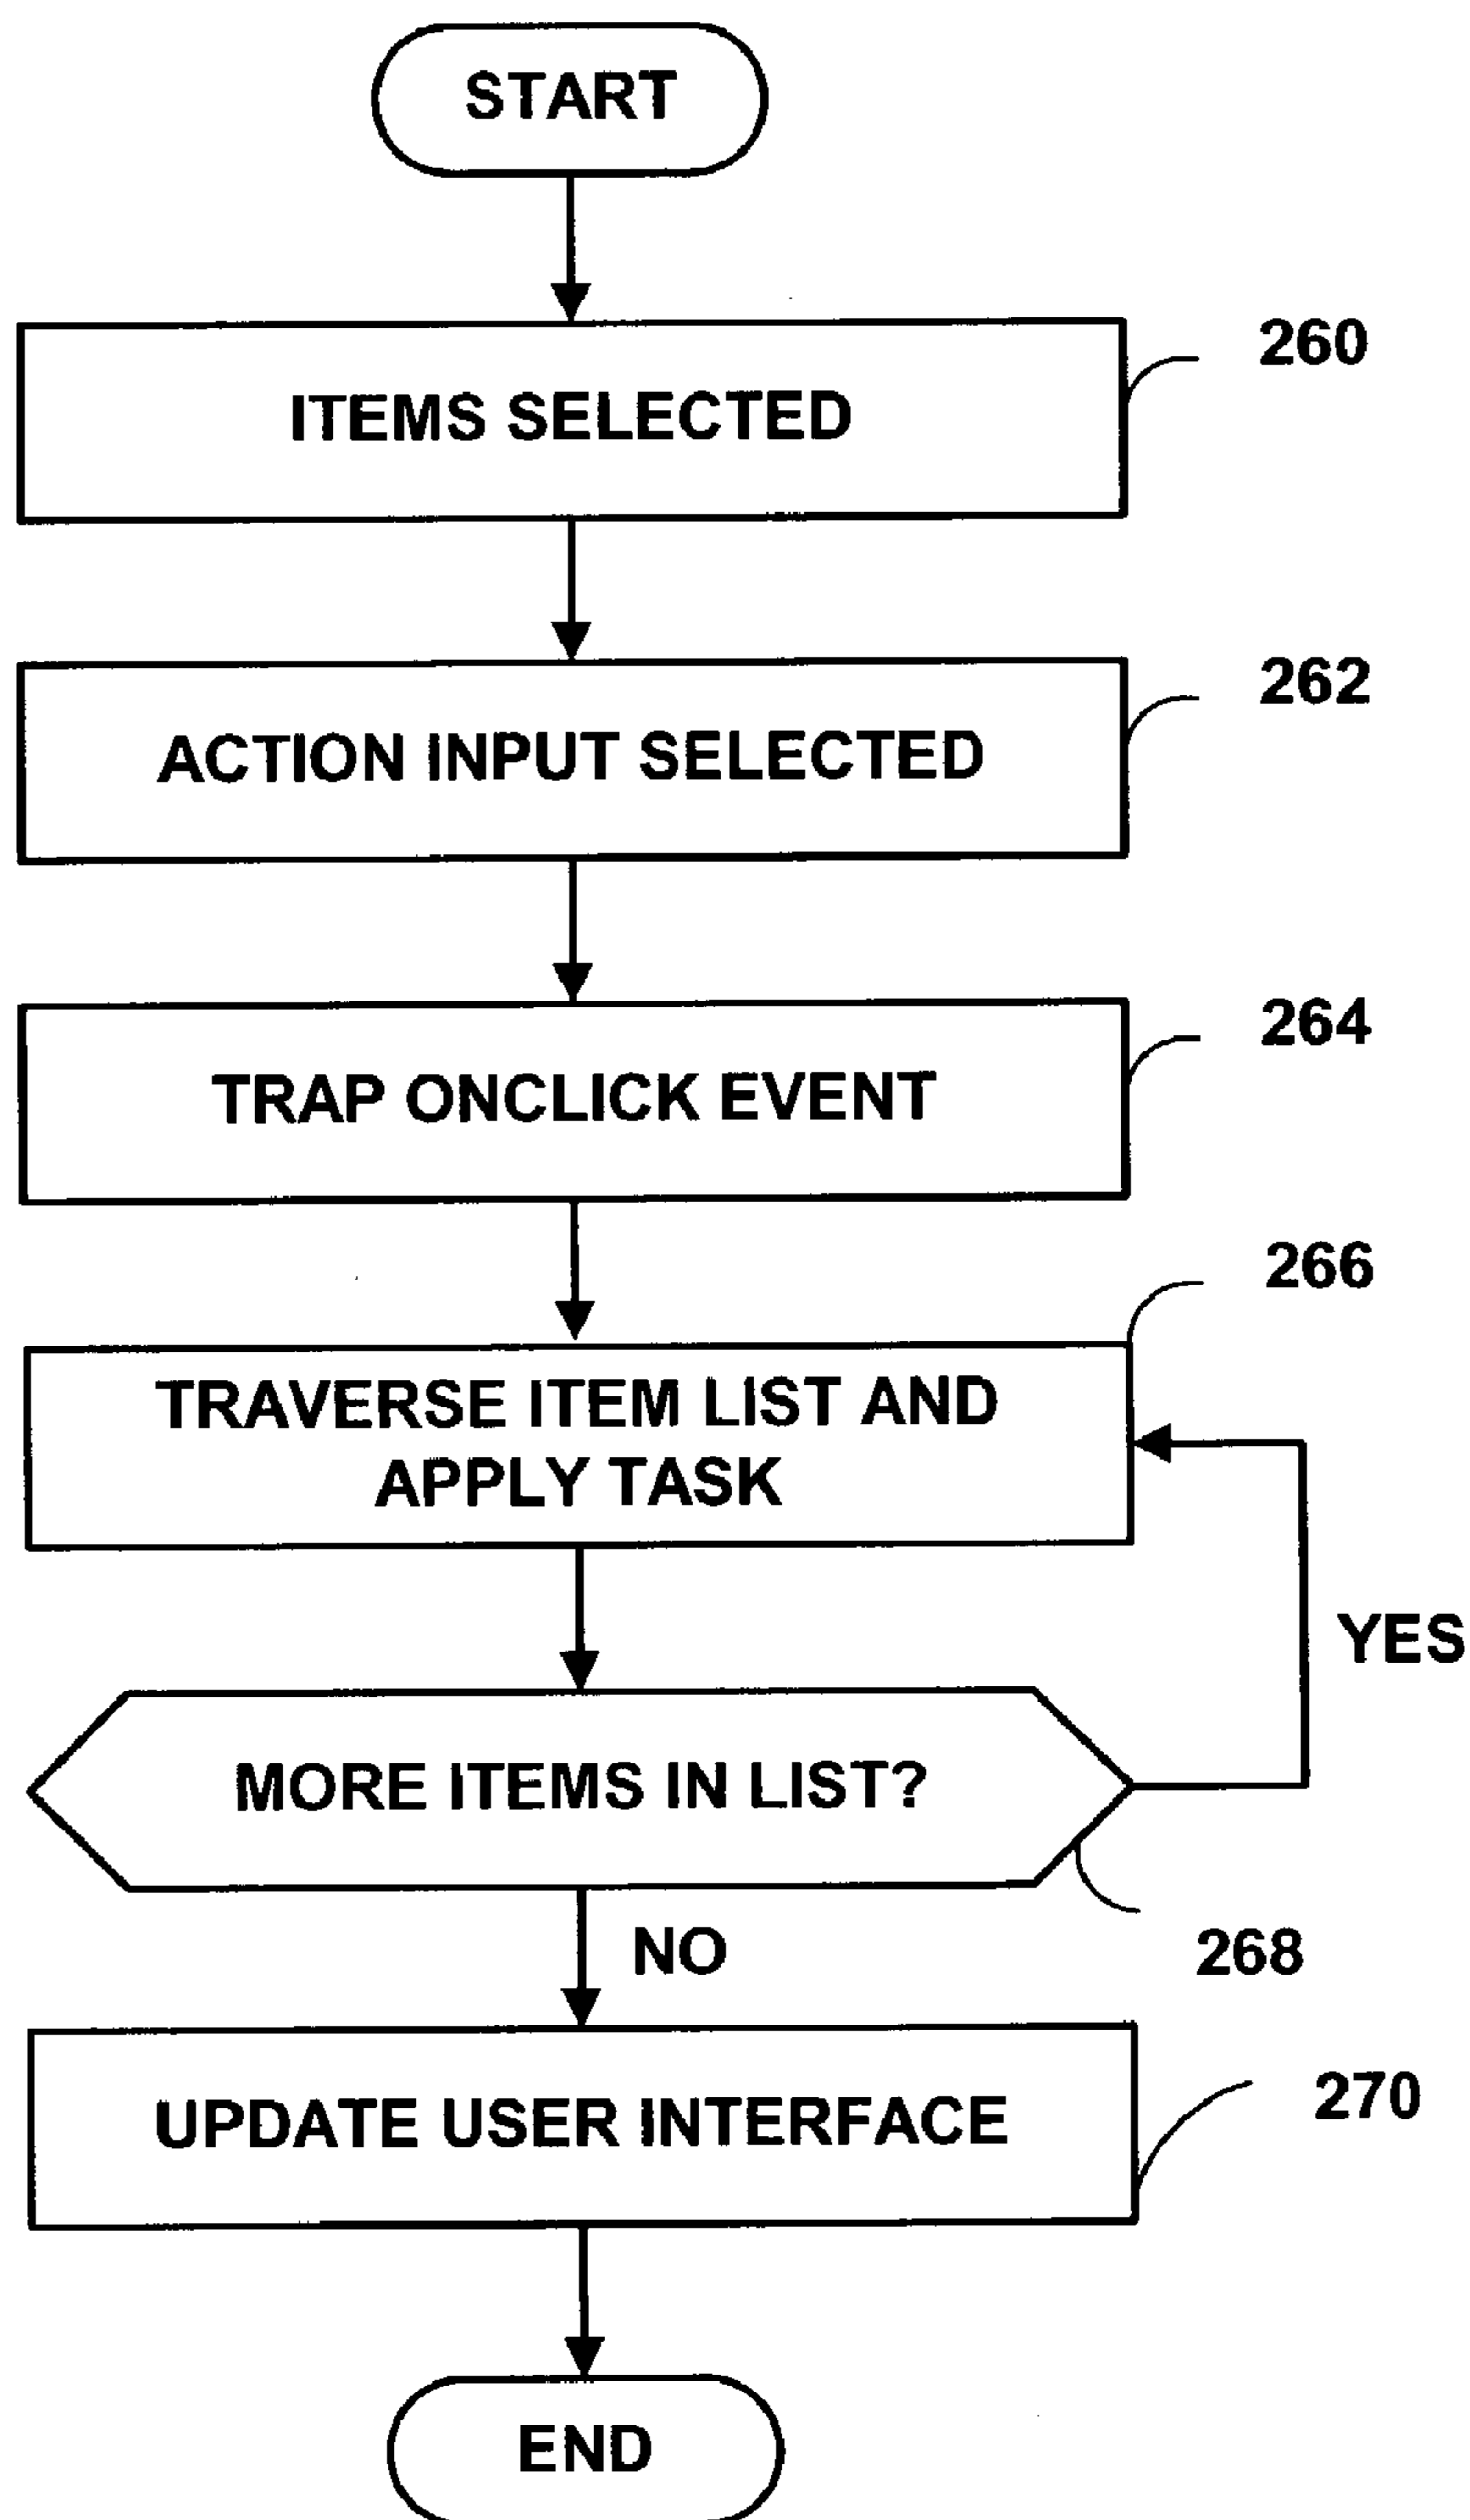 START
260
ITEMS SELECTED
262
ACTION INPUT SELECTED
264
TRAP ONCLICK EVENT
266
TRAVERSE ITEM LIST AND
APPLY TASK
YES
MORE ITEMS IN LIST?
NO
268
270
UPDATE USER INTERFACE
END